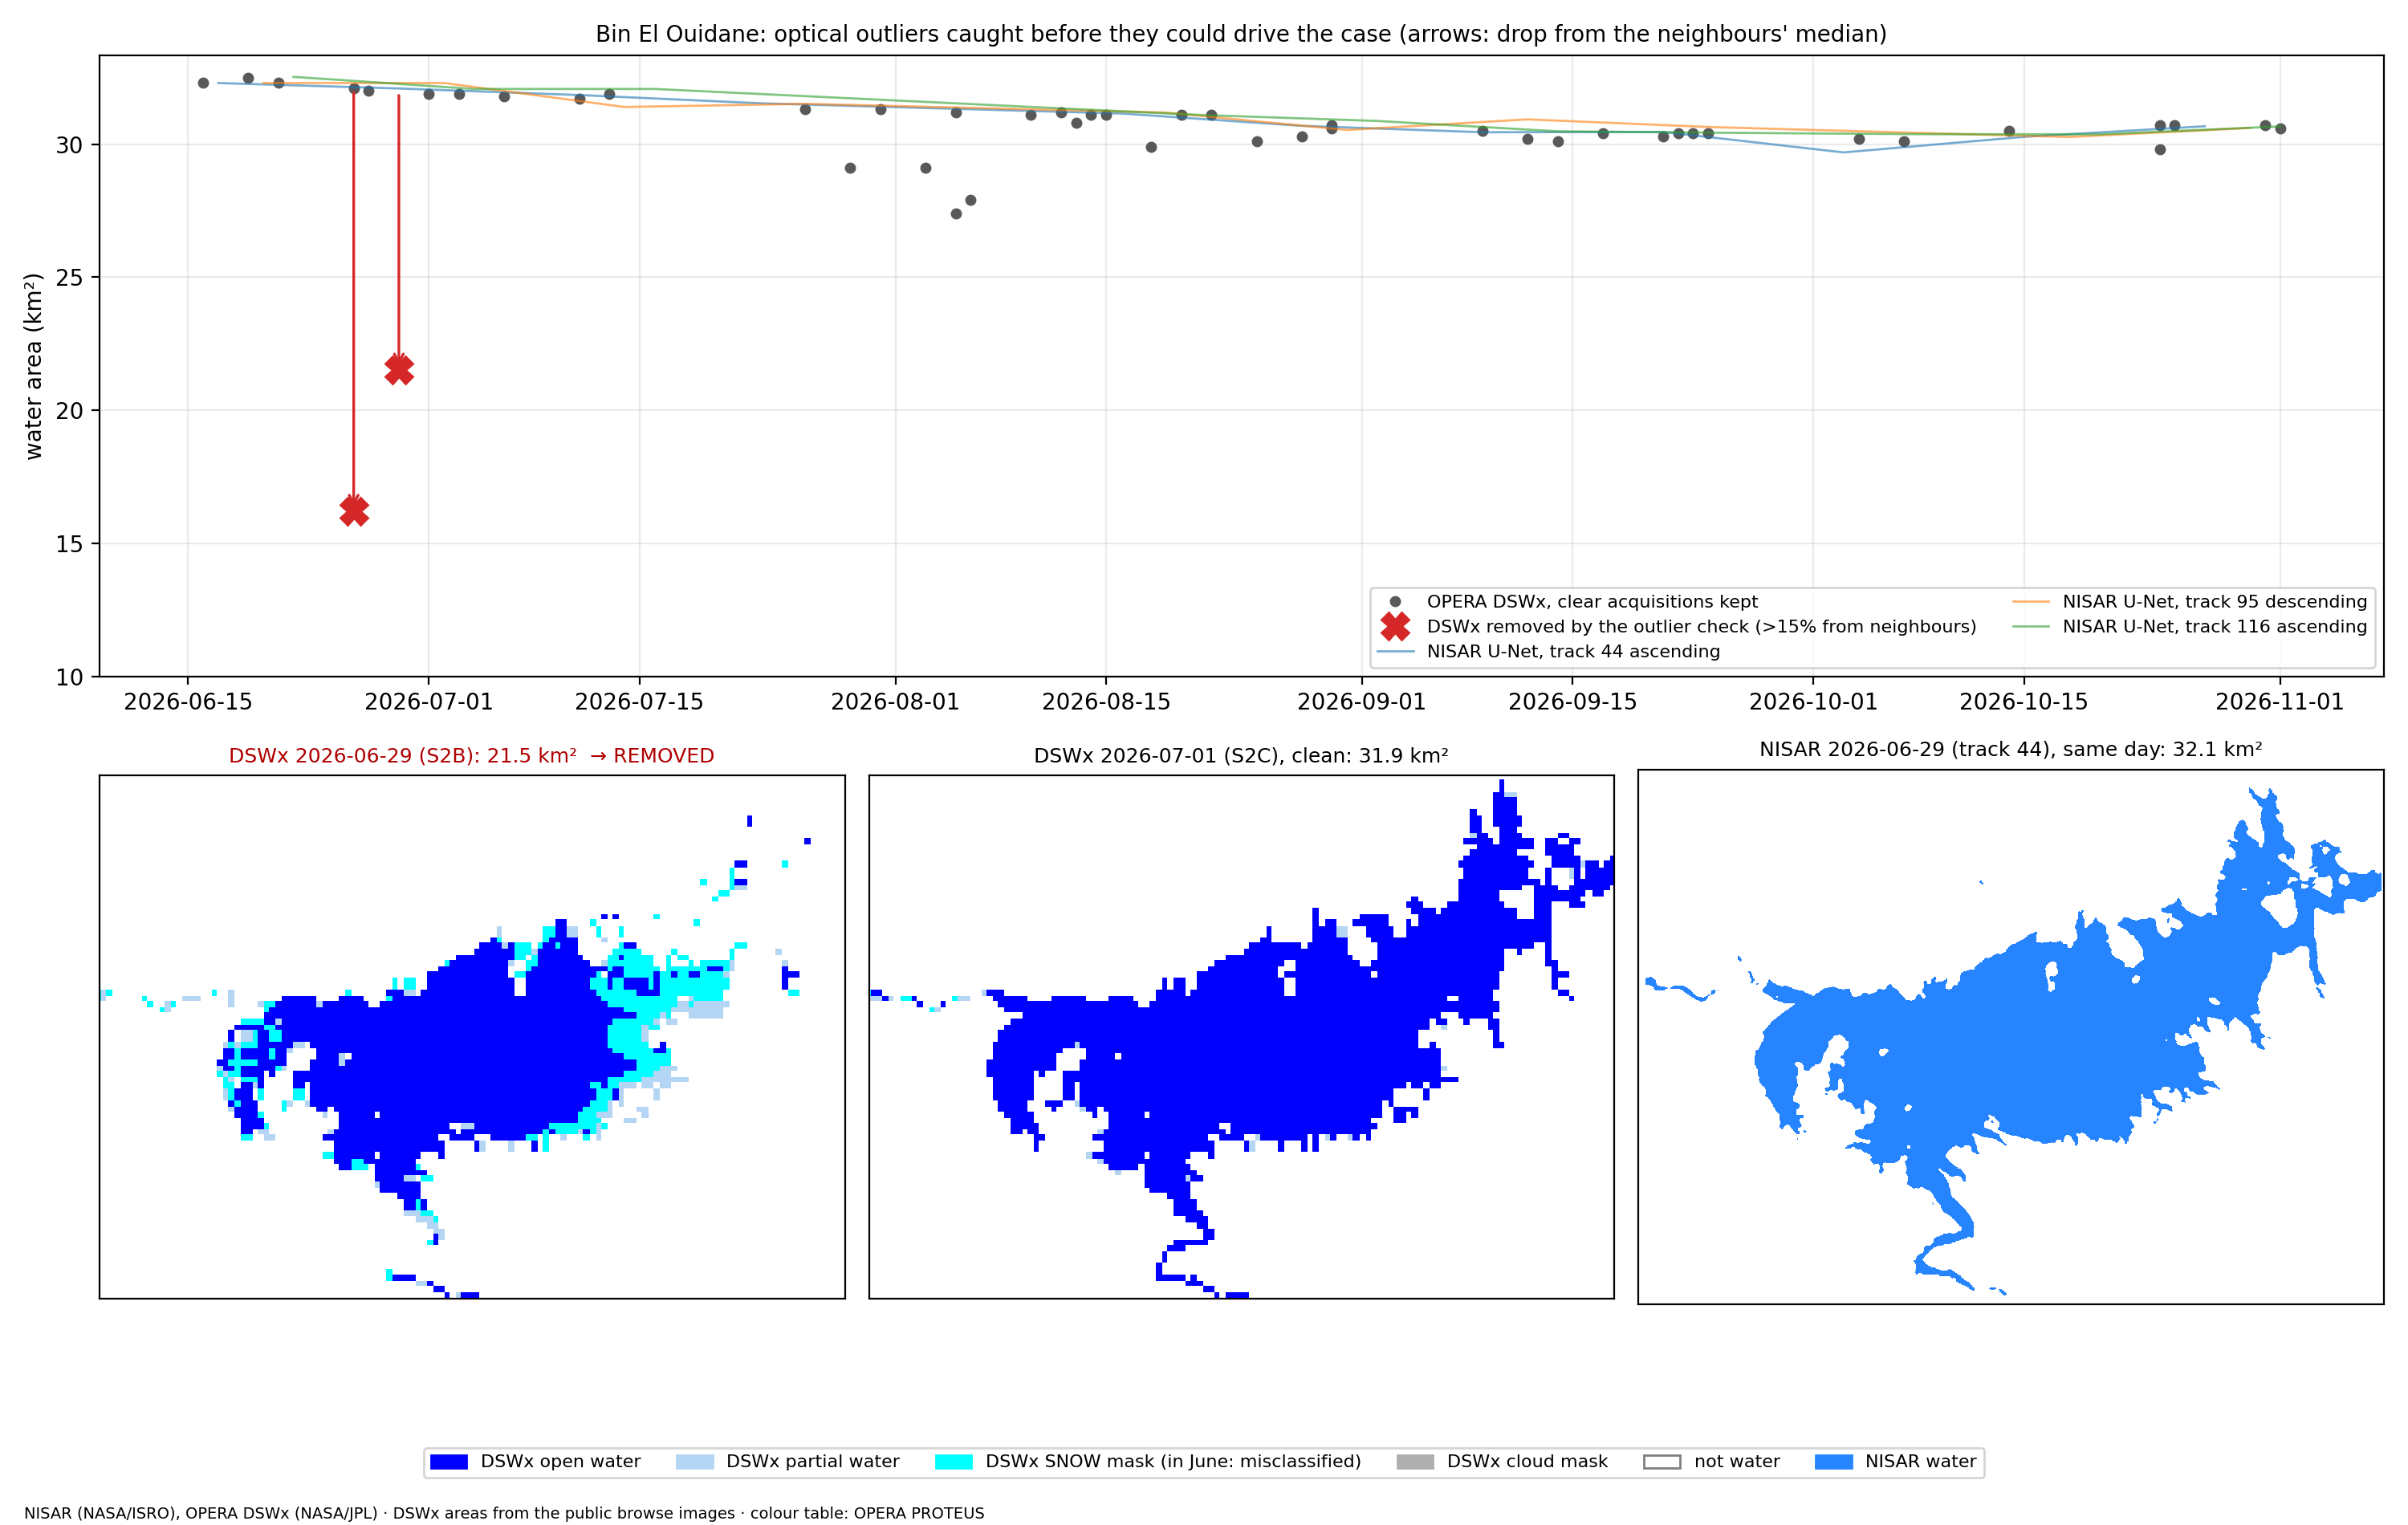 Bin El Ouidane: optical outliers caught before they could drive the case (arrows: drop from the neighbours' median)
water area (km²)
30
25
20
15
10
OPERA DSWx, clear acquisitions kept
DSWx removed by the outlier check (>15% from neighbours)
NISAR U-Net, track 44 ascending
NISAR U-Net, track 95 descending
NISAR U-Net, track 116 ascending
2026-06-15 2026-07-01 2026-07-15 2026-08-01 2026-08-15 2026-09-01 2026-09-15 2026-10-01 2026-10-15 2026-11-01
DSWx 2026-06-29 (S2B): 21.5 km² → REMOVED
DSWx 2026-07-01 (S2C), clean: 31.9 km²
NISAR 2026-06-29 (track 44), same day: 32.1 km²
DSWx open water DSWx partial water DSWx SNOW mask (in June: misclassified) DSWx cloud mask not water NISAR water
NISAR (NASA/ISRO), OPERA DSWx (NASA/JPL) · DSWx areas from the public browse images · colour table: OPERA PROTEUS